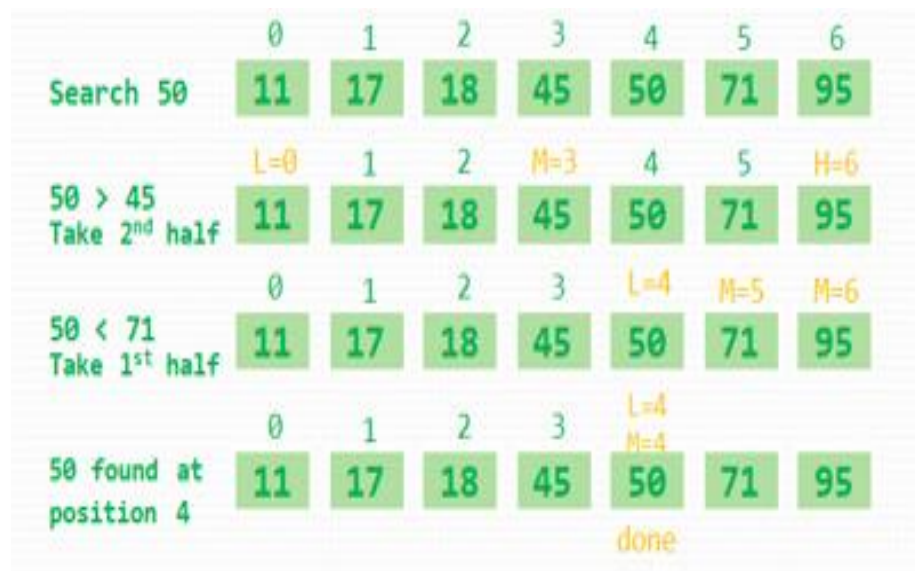 0 1 2 3 4 5 6
Search 50 11 17 18 45 50 71 95
L=0 1 2 M=3 4 5 H=6
50 > 45
Take 2nd half 11 17 18 45 50 71 95
0 1 2 3 L=4 M=5 M=6
50 < 71
Take 1st half 11 17 18 45 50 71 95
L=4
0 1 2 3 M=4
50 found at
position 4 11 17 18 45 50 71 95
done